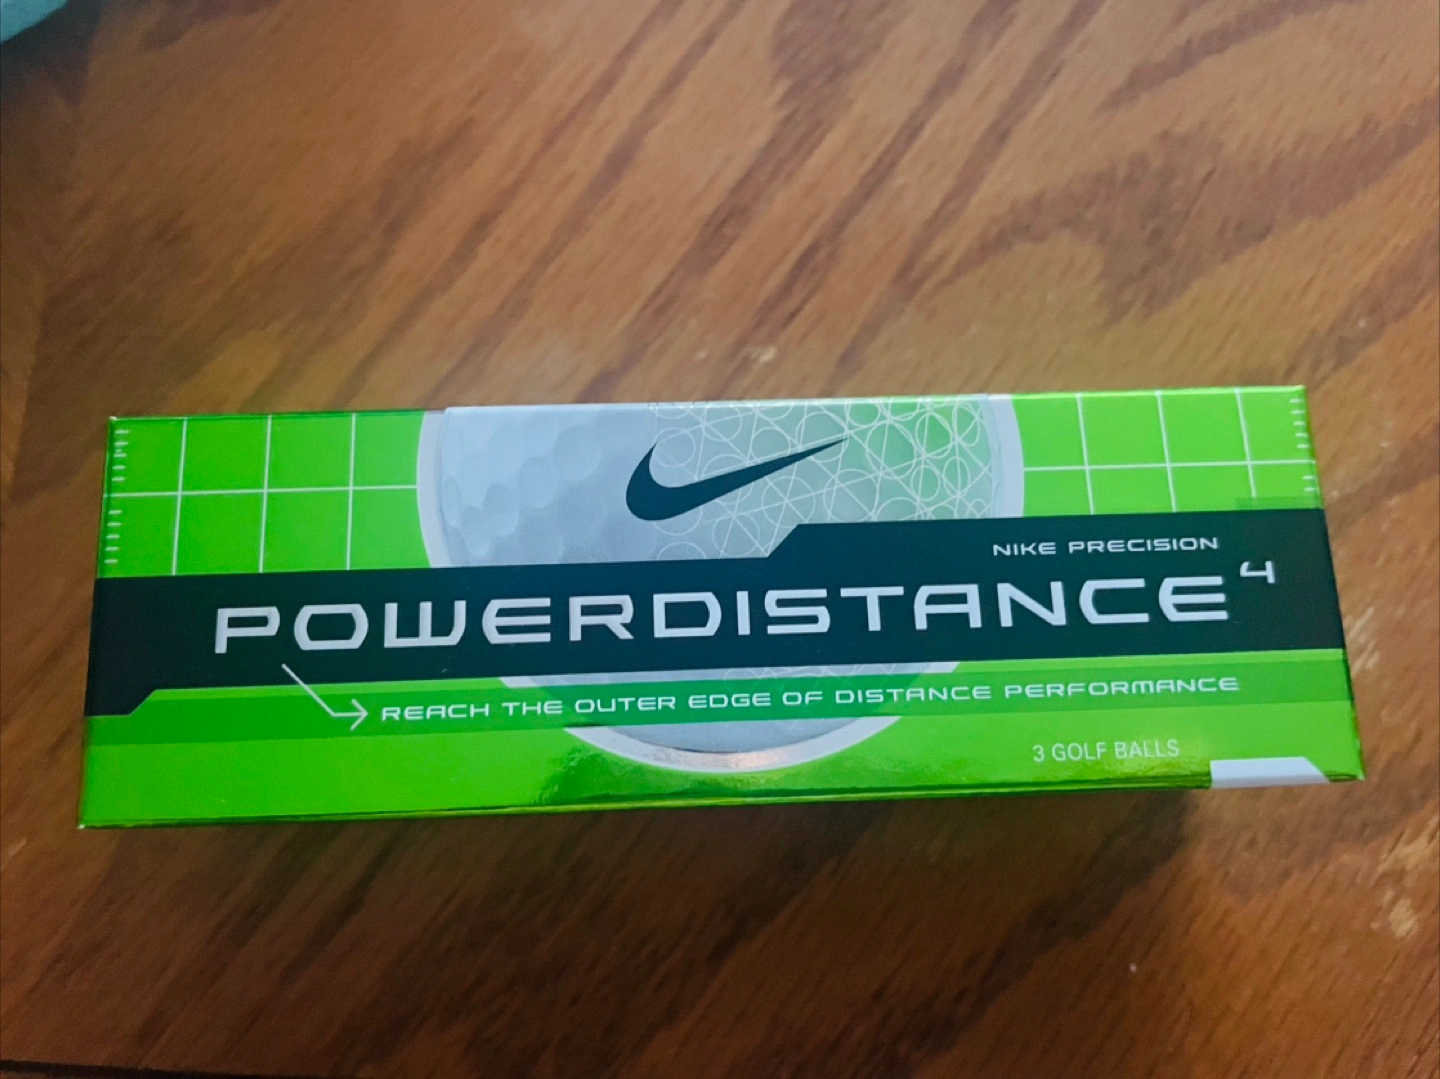 NIKE PRECISION
POWERDISTANCE⁴
REACH THE OUTER EDGE OF DISTANCE PERFORMANCE
3 GOLF BALLS